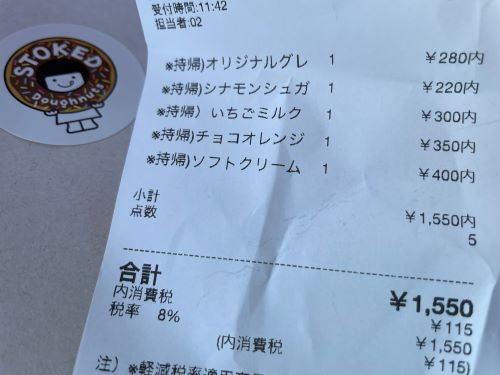 STOKED
Doughnuts
受付時間:11:42
担当者:02
※持帰)オリジナルグレ 1 ¥280内
※持帰)シナモンシュガ 1 ¥220内
※持帰) いちごミルク 1 ¥300内
※持帰)チョコオレンジ 1 ¥350内
※持帰)ソフトクリーム 1 ¥400内
小計 ¥1,550内
点数 5
合計 ¥1,550
内消費税 ¥115
税率 8% ¥1,550
(内消費税 ¥115)
注) ※軽減税率適用商